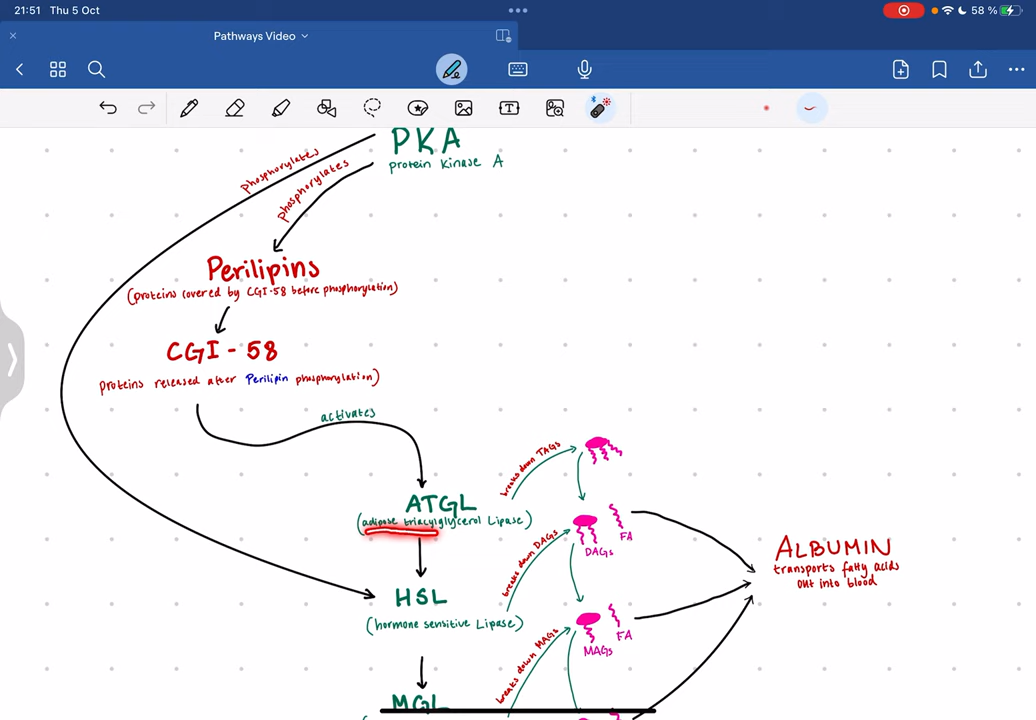 21:51 Thu 5 Oct
58 %
Pathways Video
PKA
protein kinase A
phosphorylates
phosphorylates
Perilipins
(proteins covered by CGI-58 before phosphorylation)
CGI-58
proteins released after Perilipin phosphorylation)
activates
ATGL
(adipose triacylglycerol Lipase)
breaks down TAGs
FA
DAGs
breaks down DAGs
ALBUMIN
transports fatty acids
out into blood
HSL
(hormone sensitive Lipase)
FA
MAGs
breaks down MAGs
MGL